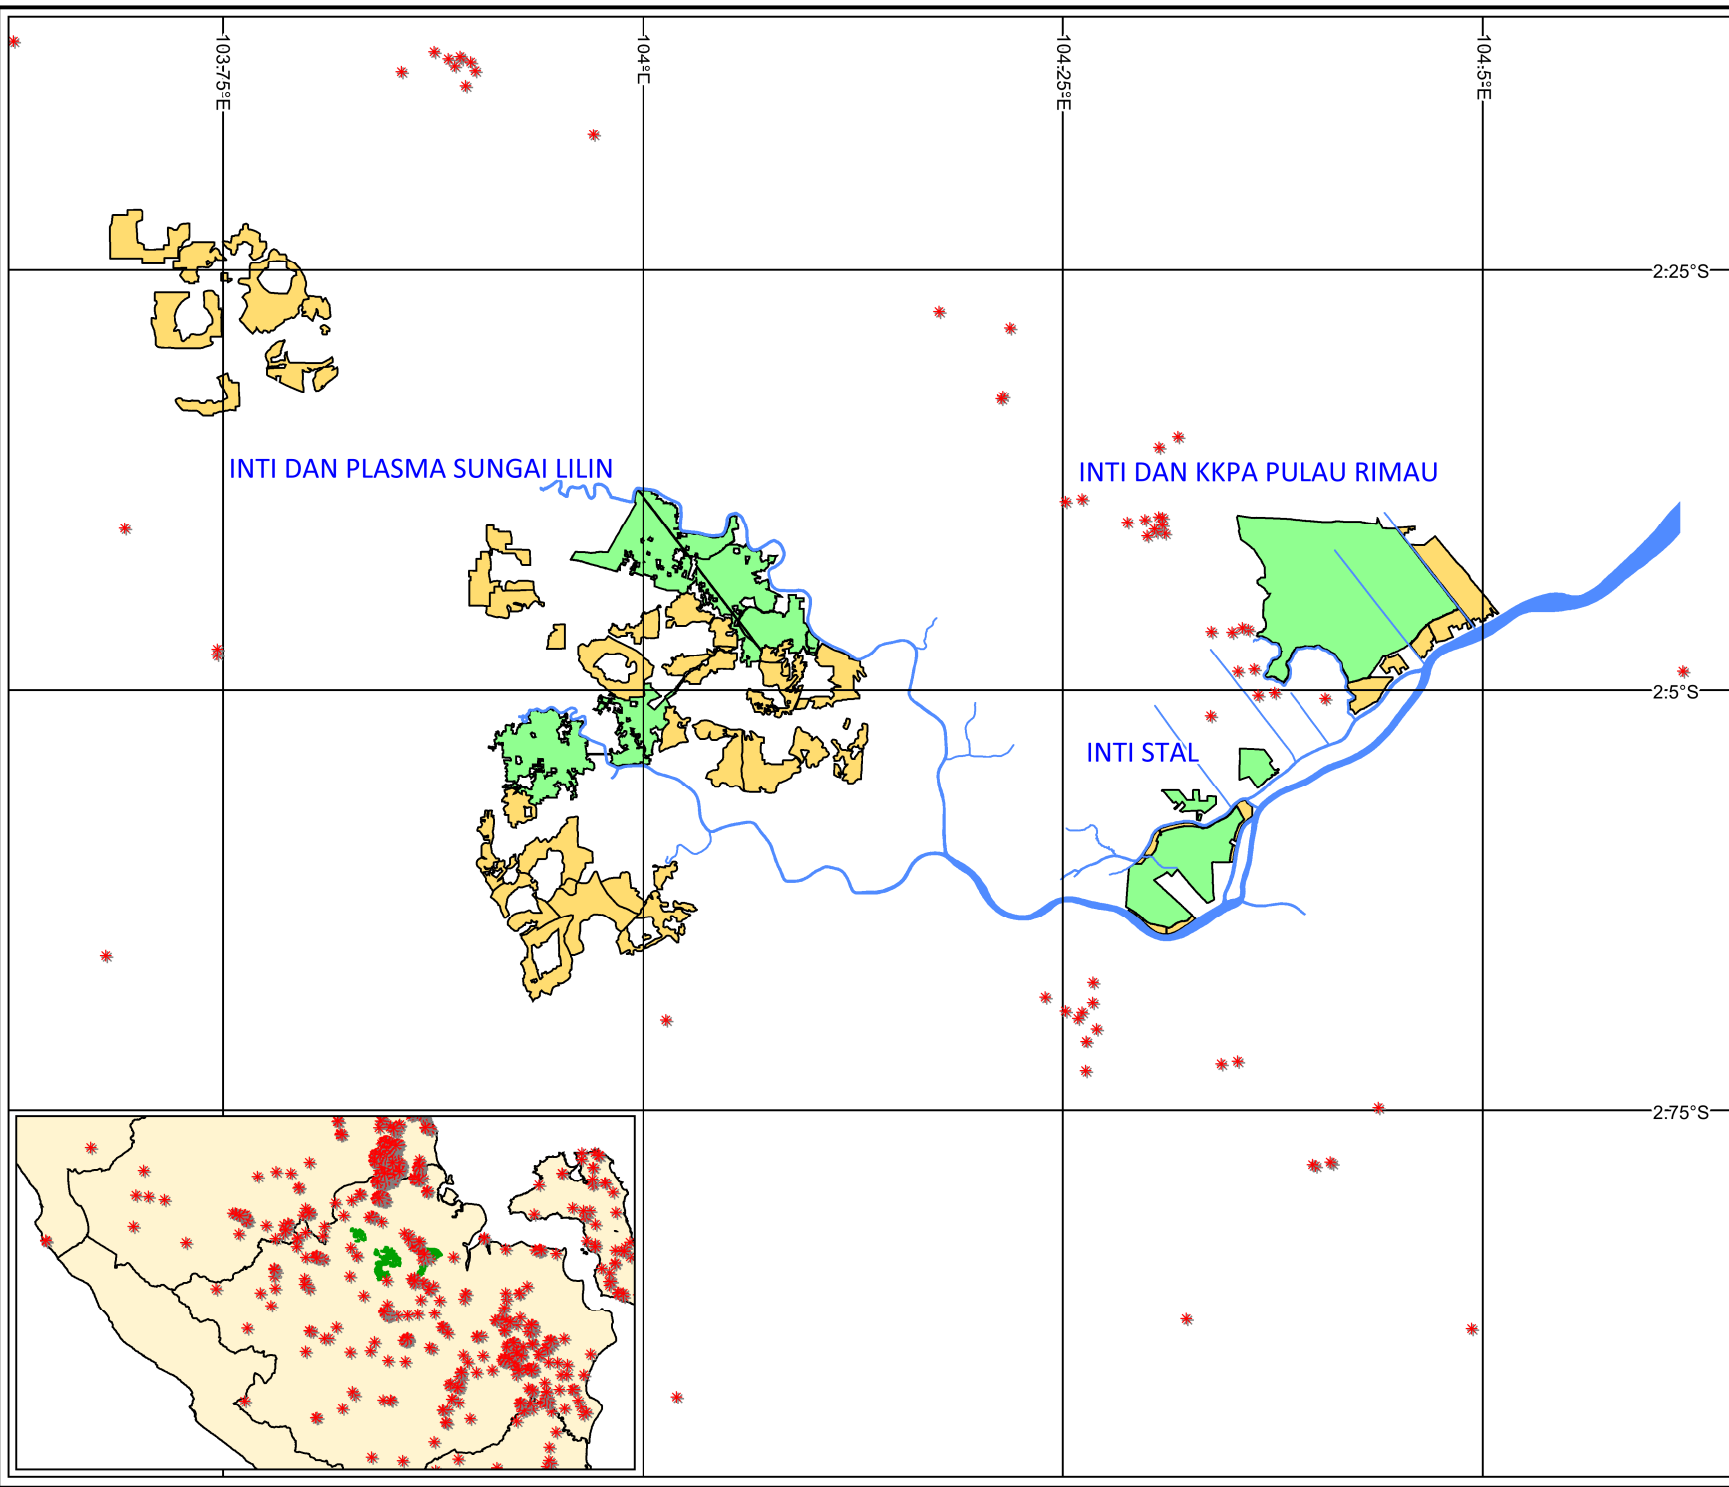 103.75°E
104°E
104.25°E
104.5°E
2.25°S
INTI DAN PLASMA SUNGAI LILIN
INTI DAN KKPA PULAU RIMAU
2.5°S
INTI STAL
2.75°S